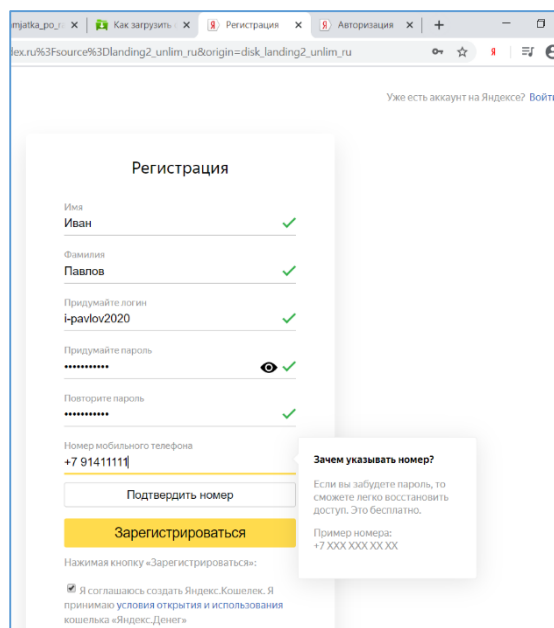 amjatka_po_r
Как загрузить
Регистрация
Авторизация
lex.ru%3Fsource%3Dlanding2_unlim_ru&origin=disk_landing2_unlim_ru
Уже есть аккаунт на Яндексе? Войти
Регистрация
Имя
Иван
Фамилия
Павлов
Придумайте логин
i-pavlov2020
Придумайте пароль
•••••••••••
Повторите пароль
•••••••••••
Номер мобильного телефона
+7 91411111
Подтвердить номер
Зарегистрироваться
Нажимая кнопку «Зарегистрироваться»:
Я соглашаюсь создать Яндекс.Кошелек. Я
принимаю условия открытия и использования
кошелька «Яндекс.Денег»
Зачем указывать номер?
Если вы забудете пароль, то
сможете легко восстановить
доступ. Это бесплатно.
Пример номера:
+7 XXX XXX XX XX